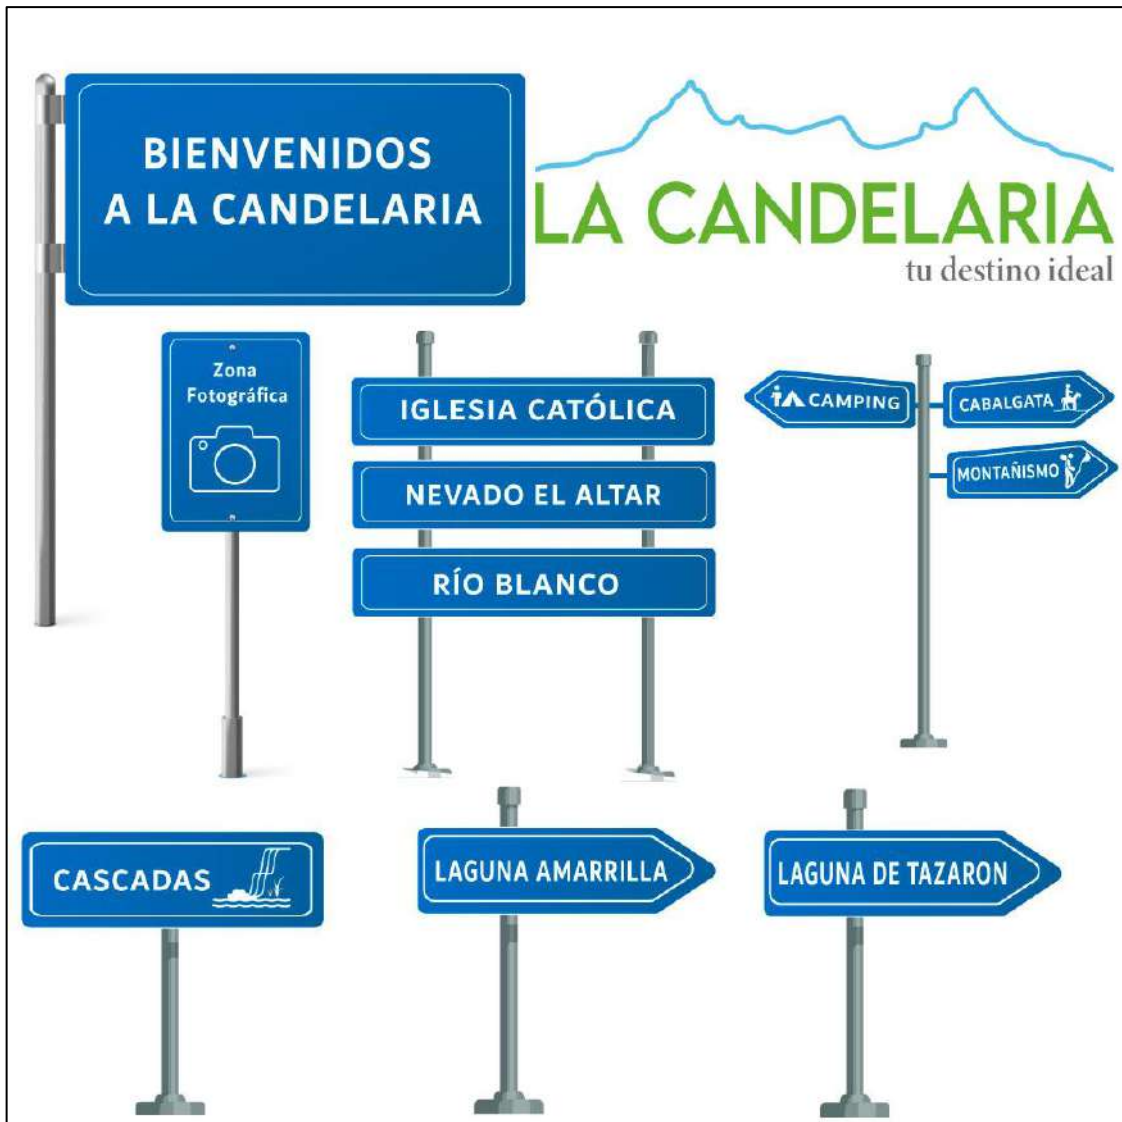 BIENVENIDOS
A LA CANDELARIA
LA CANDELARIA
tu destino ideal
Zona
Fotográfica
IGLESIA CATÓLICA
NEVADO EL ALTAR
RÍO BLANCO
CAMPING
CABALGATA
MONTAÑISMO
CASCADAS
LAGUNA AMARRILLA
LAGUNA DE TAZARON